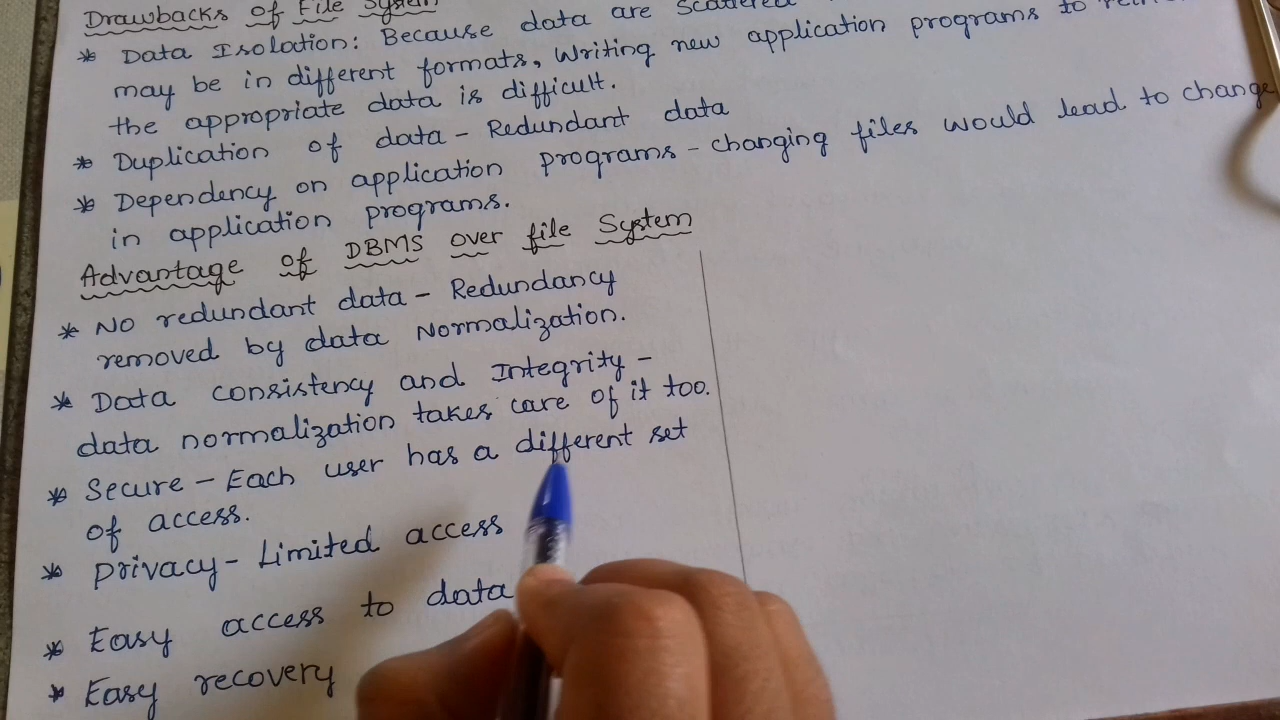 Drawbacks of File System
* Data Isolation: Because data are scattered
may be in different formats, Writing new application programs to
the appropriate data is difficult.
* Duplication of data - Redundant data
* Dependency on application programs - changing files would lead to change
in application programs.
Advantage of DBMS over file System
* No redundant data - Redundancy
removed by data Normalization.
* Data consistency and Integrity -
data normalization takes care of it too.
* Secure - Each user has a different set
of access.
* Privacy - Limited access
* Easy access to data
* Easy recovery